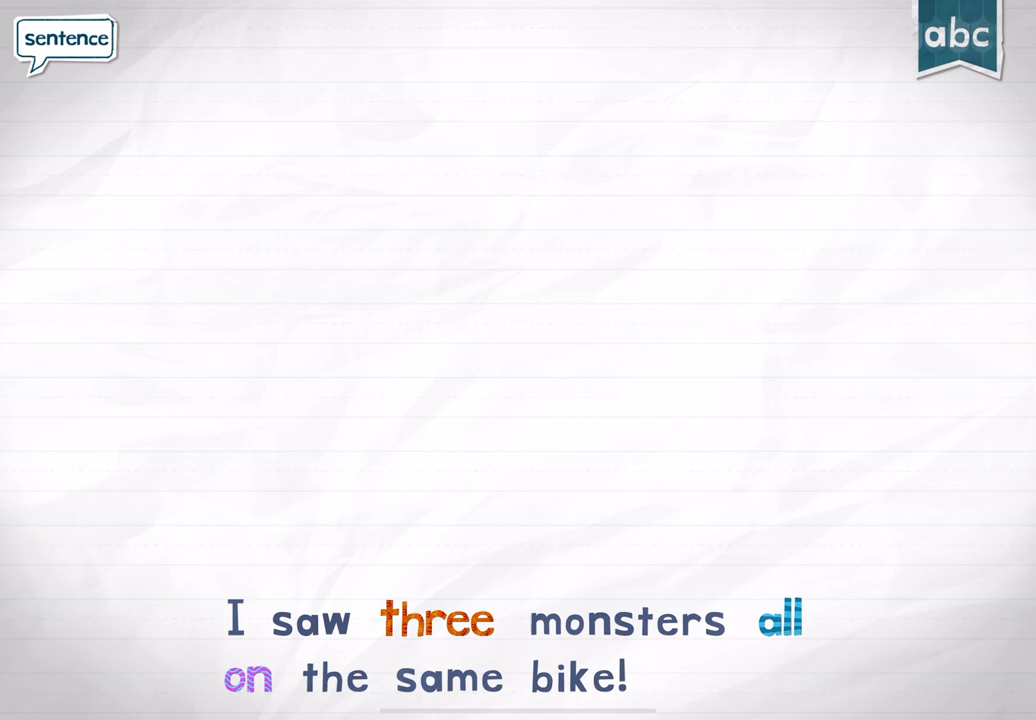 sentence
abc
I saw three monsters all
on the same bike!